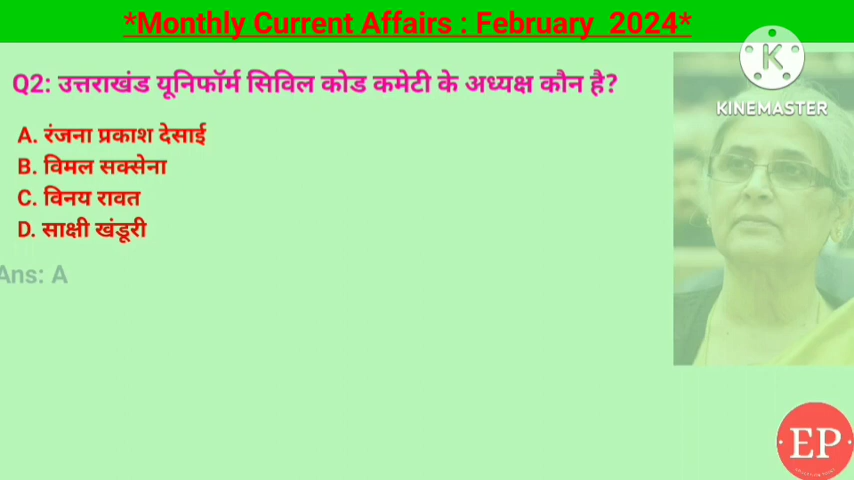 *Monthly Current Affairs : February 2024*
K
KINEMASTER
Q2: उत्तराखंड यूनिफॉर्म सिविल कोड कमेटी के अध्यक्ष कौन है?
A. रंजना प्रकाश देसाई
B. विमल सक्सेना
C. विनय रावत
D. साक्षी खंडूरी
Ans: A
EP